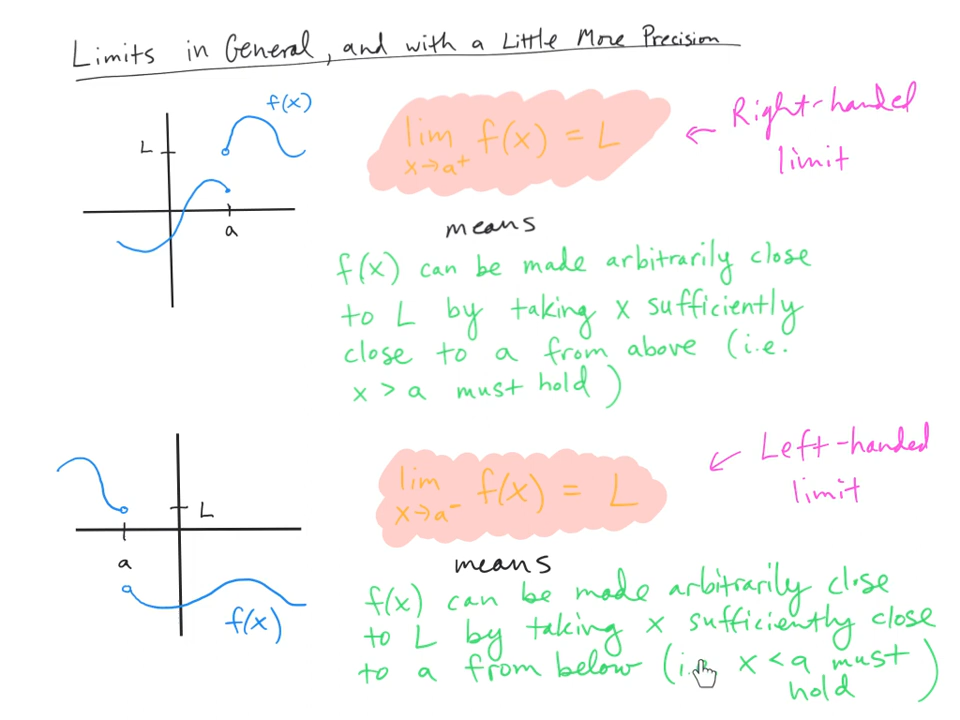 Limits in General, and with a Little More Precision
f(x)
L
a
lim f(x) = L
x→a⁺
← Right-handed
limit
means
f(x) can be made arbitrarily close
to L by taking x sufficiently
close to a from above (i.e.
x > a must hold)
L
a
f(x)
lim f(x) = L
x→a⁻
↙ Left-handed
limit
means
f(x) can be made arbitrarily close
to L by taking x sufficiently close
to a from below (i. x < a must
hold)